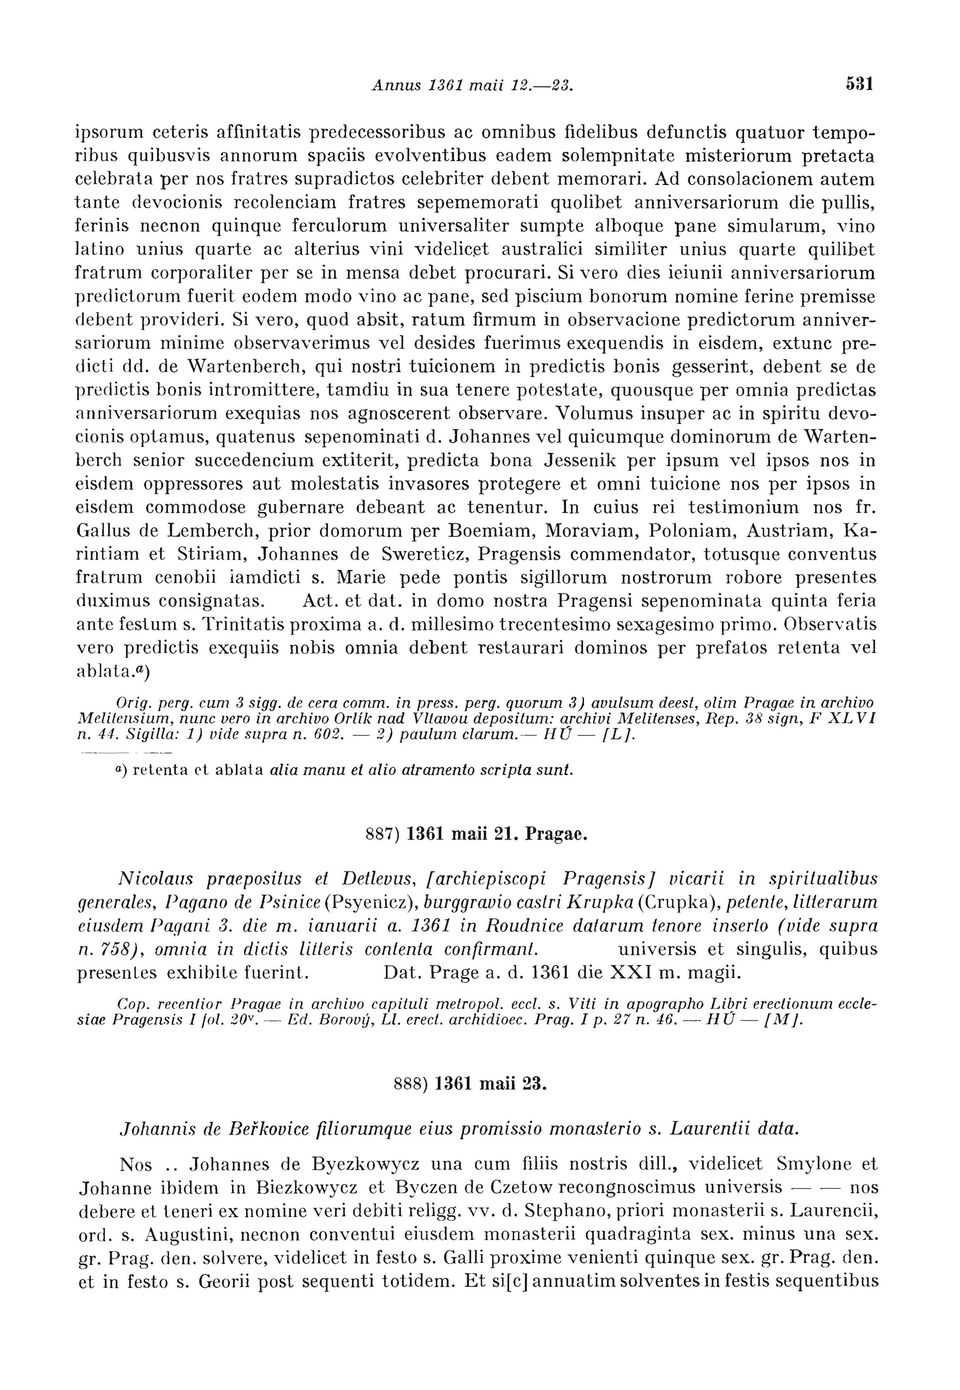 Annus 1361 maii 12.—23. 531
ipsorum ceteris affinitatis predecessoribus ac omnibus fidelibus defunctis quatuor tempo-
ribus quibusvis annorum spaciis evolventibus eadem solempnitate misteriorum pretacta
celebrata per nos fratres supradictos celebriter debent memorari. Ad consolacionem autem
tante devocionis recolenciam fratres sepememorati quolibet anniversariorum die pullis,
ferinis necnon quinque ferculorum universaliter sumpte alboque pane simularum, vino
latino unius quarte ac alterius vini videlicet australici similiter unius quarte quilibet
fratrum corporaliter per se in mensa debet procurari. Si vero dies ieiunii anniversariorum
predictorum fuerit eodem modo vino ac pane, sed piscium bonorum nomine ferine premisse
debent provideri. Si vero, quod absit, ratum firmum in observacione predictorum anniver-
sariorum minime observaverimus vel desides fuerimus exequendis in eisdem, extunc pre-
dicti dd. de Wartenberch, qui nostri tuicionem in predictis bonis gesserint, debent se de
predictis bonis intromittere, tamdiu in sua tenere potestate, quousque per omnia predictas
anniversariorum exequias nos agnoscerent observare. Volumus insuper ac in spiritu devo-
cionis optamus, quatenus sepenominati d. Johannes vel quicumque dominorum de Warten-
berch senior succedencium extiterit, predicta bona Jessenik per ipsum vel ipsos nos in
eisdem oppressores aut molestatis invasores protegere et omni tuicione nos per ipsos in
eisdem commodose gubernare debeant ac tenentur. In cuius rei testimonium nos fr.
Gallus de Lemberch, prior domorum per Boemiam, Moraviam, Poloniam, Austriam, Ka-
rintiam et Stiriam, Johannes de Swereticz, Pragensis commendator, totusque conventus
fratrum cenobii iamdicti s. Marie pede pontis sigillorum nostrorum robore presentes
duximus consignatas. Act. et dat. in domo nostra Pragensi sepenominata quinta feria
ante festum s. Trinitatis proxima a. d. millesimo trecentesimo sexagesimo primo. Observatis
vero predictis exequiis nobis omnia debent restaurari dominos per prefatos retenta vel
ablata.a)
Orig. perg. cum 3 sigg. de cera comm. in press. perg. quorum 3) avulsum deest, olim Pragae in archivo
Melitensium, nunc vero in archivo Orlík nad Vltavou depositum: archivi Melitenses, Rep. 38 sign, F XLVI
n. 44. Sigilla: 1) vide supra n. 602. — 2) paulum clarum.— HÚ — [L].
a) retenta et ablata alia manu et alio atramento scripta sunt.
887) 1361 maii 21. Pragae.
Nicolaus praepositus et Detlevus, [archiepiscopi Pragensis] vicarii in spiritualibus
generales, Pagano de Psinice (Psyenicz), burggravio castri Krupka (Crupka), petente, litterarum
eiusdem Pagani 3. die m. ianuarii a. 1361 in Roudnice datarum tenore inserto (vide supra
n. 758), omnia in dictis litteris contenta confirmant. universis et singulis, quibus
presentes exhibite fuerint. Dat. Prage a. d. 1361 die XXI m. magii.
Cop. recentior Pragae in archivo capituli metropol. eccl. s. Viti in apographo Libri erectionum eccle-
siae Pragensis I fol. 20v. — Ed. Borový, Ll. erect. archidioec. Prag. I p. 27 n. 46. — HÚ — [M].
888) 1361 maii 23.
Johannis de Beřkovice filiorumque eius promissio monasterio s. Laurentii data.
Nos .. Johannes de Byezkowycz una cum filiis nostris dill., videlicet Smylone et
Johanne ibidem in Biezkowycz et Byczen de Czetow recongnoscimus universis — — nos
debere et teneri ex nomine veri debiti religg. vv. d. Stephano, priori monasterii s. Laurencii,
ord. s. Augustini, necnon conventui eiusdem monasterii quadraginta sex. minus una sex.
gr. Prag. den. solvere, videlicet in festo s. Galli proxime venienti quinque sex. gr. Prag. den.
et in festo s. Georii post sequenti totidem. Et si[c] annuatim solventes in festis sequentibus